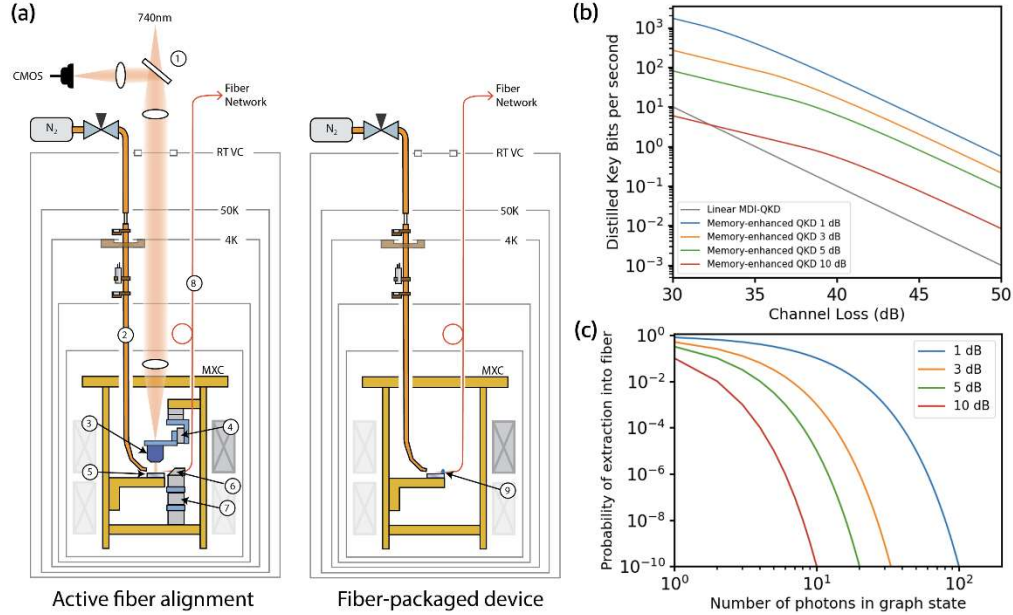 (a)
740nm
1
CMOS
Fiber
Network
N2
RT VC
50K
4K
8
2
MXC
3
4
5
6
7
Active fiber alignment
Fiber
Network
N2
RT VC
50K
4K
MXC
9
Fiber-packaged device
(b)
Distilled Key Bits per second
10^3
10^2
10^1
10^0
10^-1
10^-2
10^-3
Linear MDI-QKD
Memory-enhanced QKD 1 dB
Memory-enhanced QKD 3 dB
Memory-enhanced QKD 5 dB
Memory-enhanced QKD 10 dB
30 35 40 45 50
Channel Loss (dB)
(c)
Probability of extraction into fiber
10^0
10^-2
10^-4
10^-6
10^-8
10^-10
1 dB
3 dB
5 dB
10 dB
10^0 10^1 10^2
Number of photons in graph state